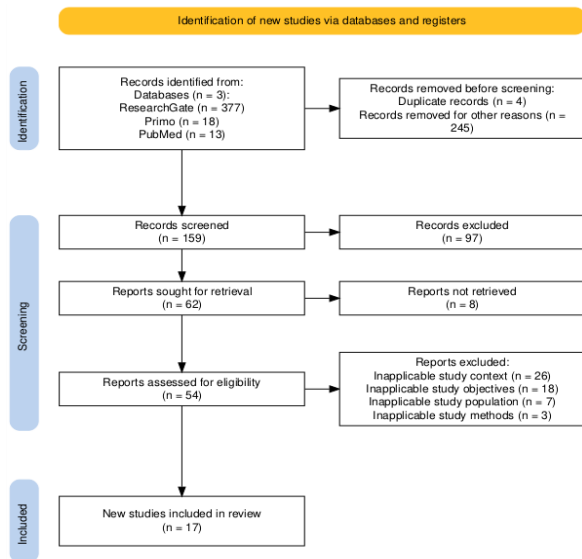 Identification of new studies via databases and registers
Identification
Records identified from:
Databases (n = 3):
ResearchGate (n = 377)
Primo (n = 18)
PubMed (n = 13)
Records removed before screening:
Duplicate records (n = 4)
Records removed for other reasons (n =
245)
Screening
Records screened
(n = 159)
Records excluded
(n = 97)
Reports sought for retrieval
(n = 62)
Reports not retrieved
(n = 8)
Reports assessed for eligibility
(n = 54)
Reports excluded:
Inapplicable study context (n = 26)
Inapplicable study objectives (n = 18)
Inapplicable study population (n = 7)
Inapplicable study methods (n = 3)
Included
New studies included in review
(n = 17)